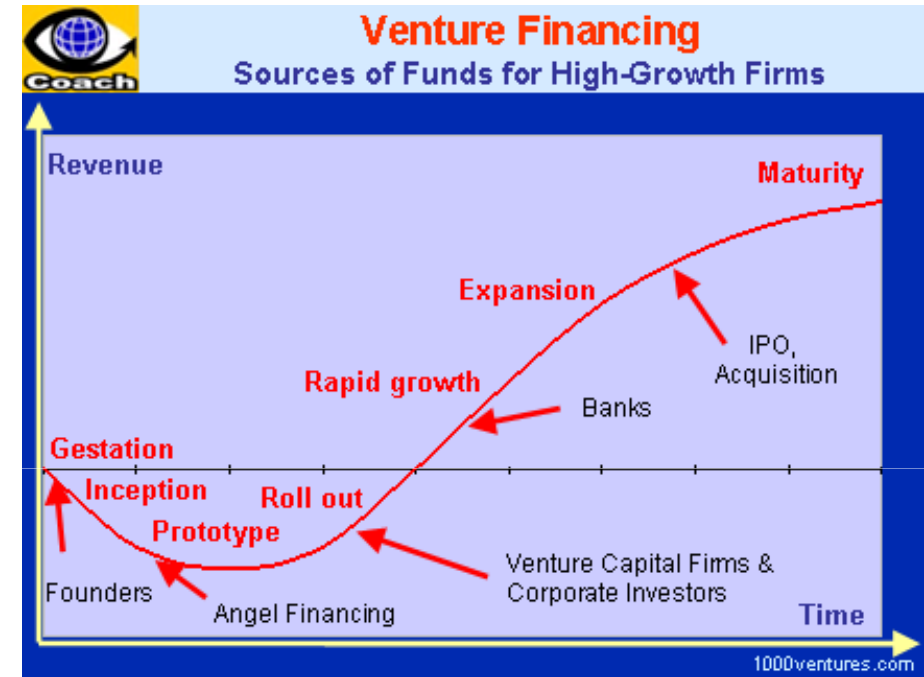 Coach
Venture Financing
Sources of Funds for High-Growth Firms
Revenue
Maturity
Expansion
IPO,
Acquisition
Rapid growth
Banks
Gestation
Inception
Roll out
Prototype
Venture Capital Firms &
Corporate Investors
Founders
Angel Financing
Time
1000ventures.com